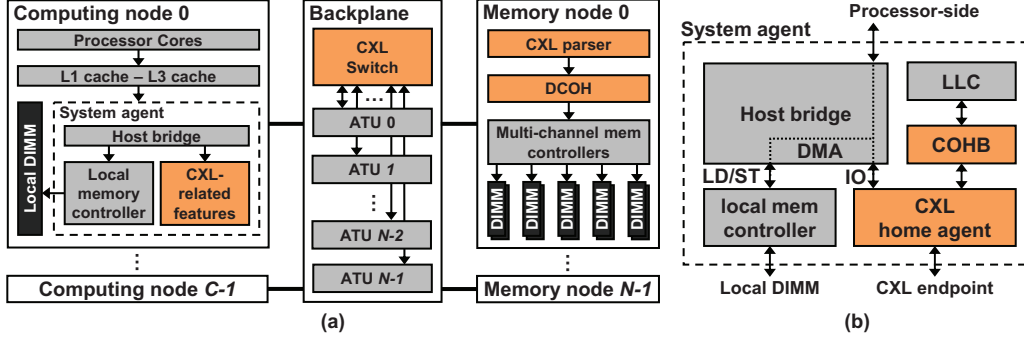 Computing node 0
Processor Cores
L1 cache – L3 cache
System agent
Host bridge
Local DIMM
Local
memory
controller
CXL-
related
features
⋮
Computing node C-1
Backplane
CXL
Switch
...
ATU 0
ATU 1
⋮
ATU N-2
ATU N-1
Memory node 0
CXL parser
DCOH
Multi-channel mem
controllers
DIMM
DIMM
DIMM
DIMM
DIMM
⋮
Memory node N-1
(a)
Processor-side
System agent
Host bridge
DMA
LLC
COHB
LD/ST
IO
local mem
controller
CXL
home agent
Local DIMM
CXL endpoint
(b)